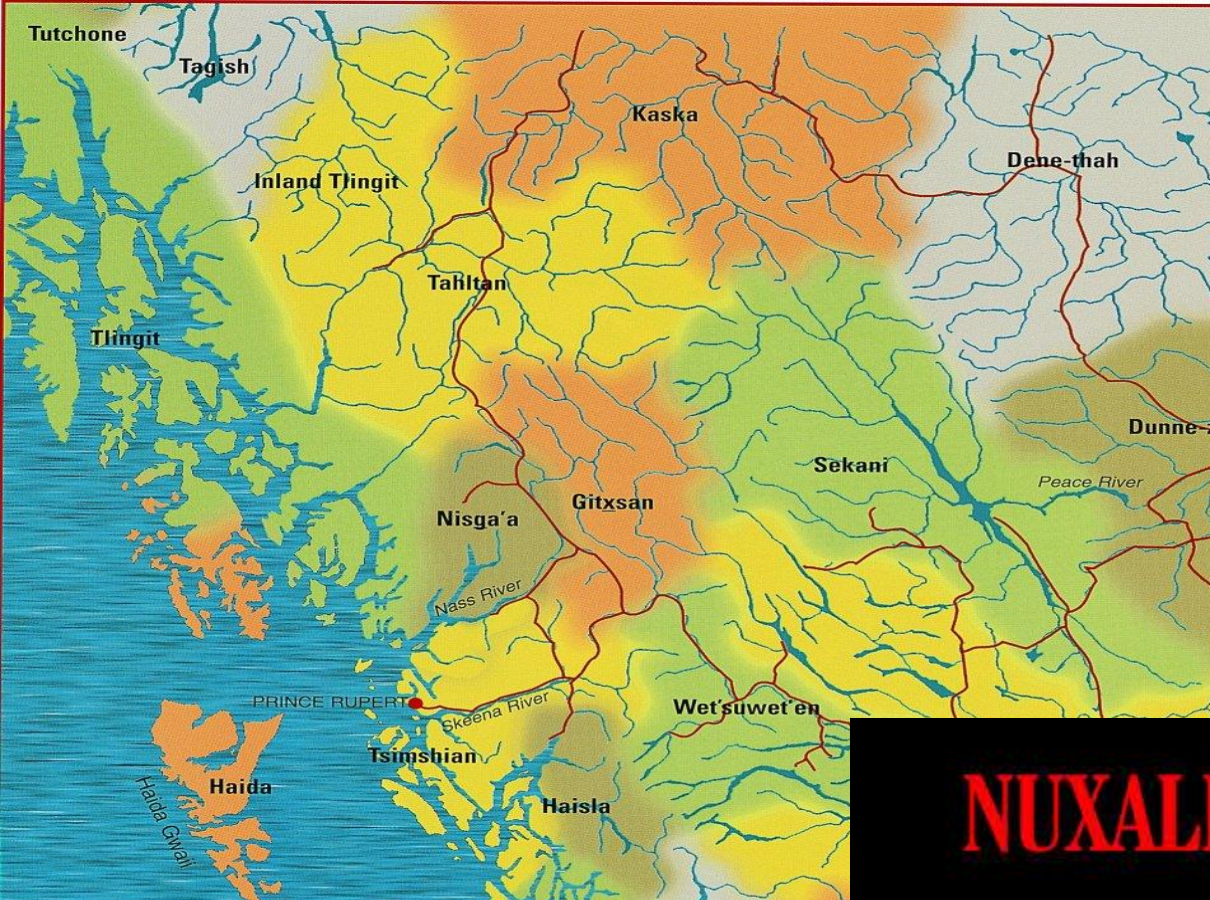 Tutchone
Tagish
Kaska
Dene-thah
Inland Tlingit
Tahltan
Tlingit
Dunne-
Sekani
Peace River
Gitxsan
Nisga'a
Nass River
PRINCE RUPERT
Skeena River
Wet'suwet'en
Tsimshian
Haida
Haisla
Haida Gwaii
NUXAL